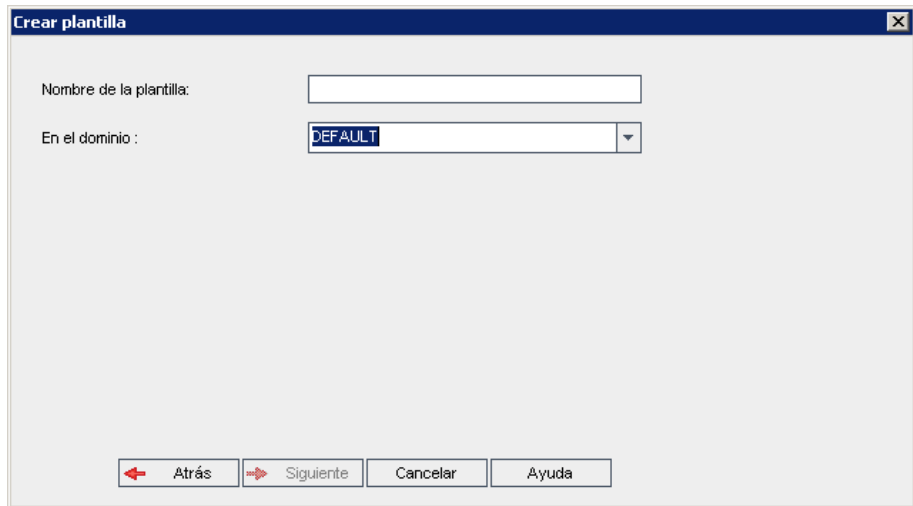 Crear plantilla
Nombre de la plantilla:
En el dominio :
DEFAULT
Atrás
Siguiente
Cancelar
Ayuda